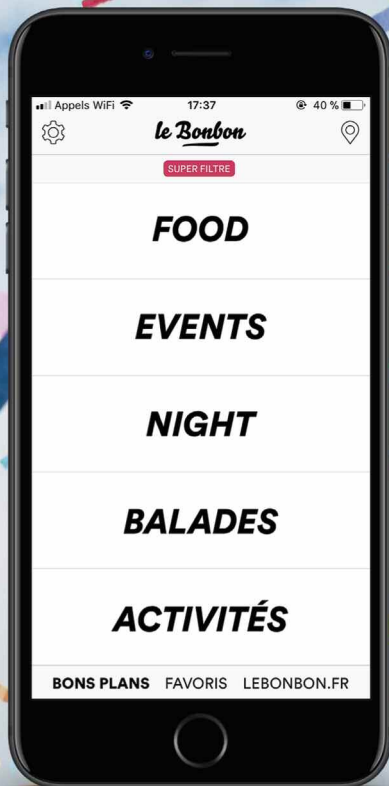 Appels WiFi 17:37 40 %
le Bonbon
SUPER FILTRE
FOOD
EVENTS
NIGHT
BALADES
ACTIVITÉS
BONS PLANS FAVORIS LEBONBON.FR